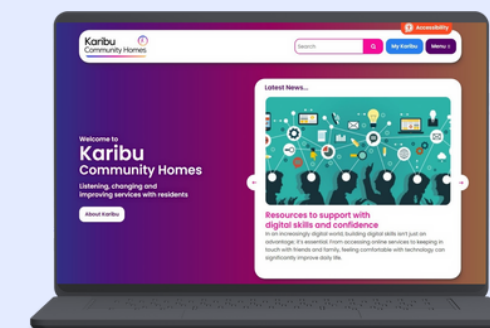 Accessibility
Karibu
Community Homes
Search
My Karibu
Menu
Latest News...
Welcome to
Karibu
Community Homes
Listening, changing and
improving services with residents
About Karibu
Resources to support with
digital skills and confidence
In an increasingly digital world, building digital skills isn't just an
advantage; it's essential. From accessing online services to keeping in
touch with friends and family, feeling comfortable with technology can
significantly improve daily life.